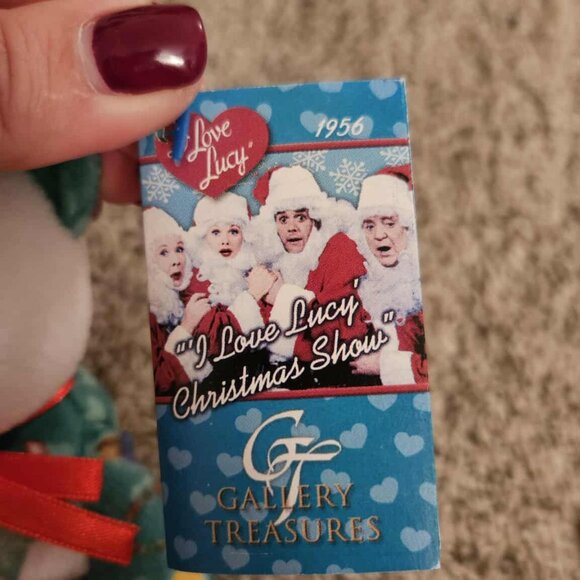 "I Love Lucy"
1956
"'I Love Lucy'
Christmas Show"
GT
GALLERY
TREASURES